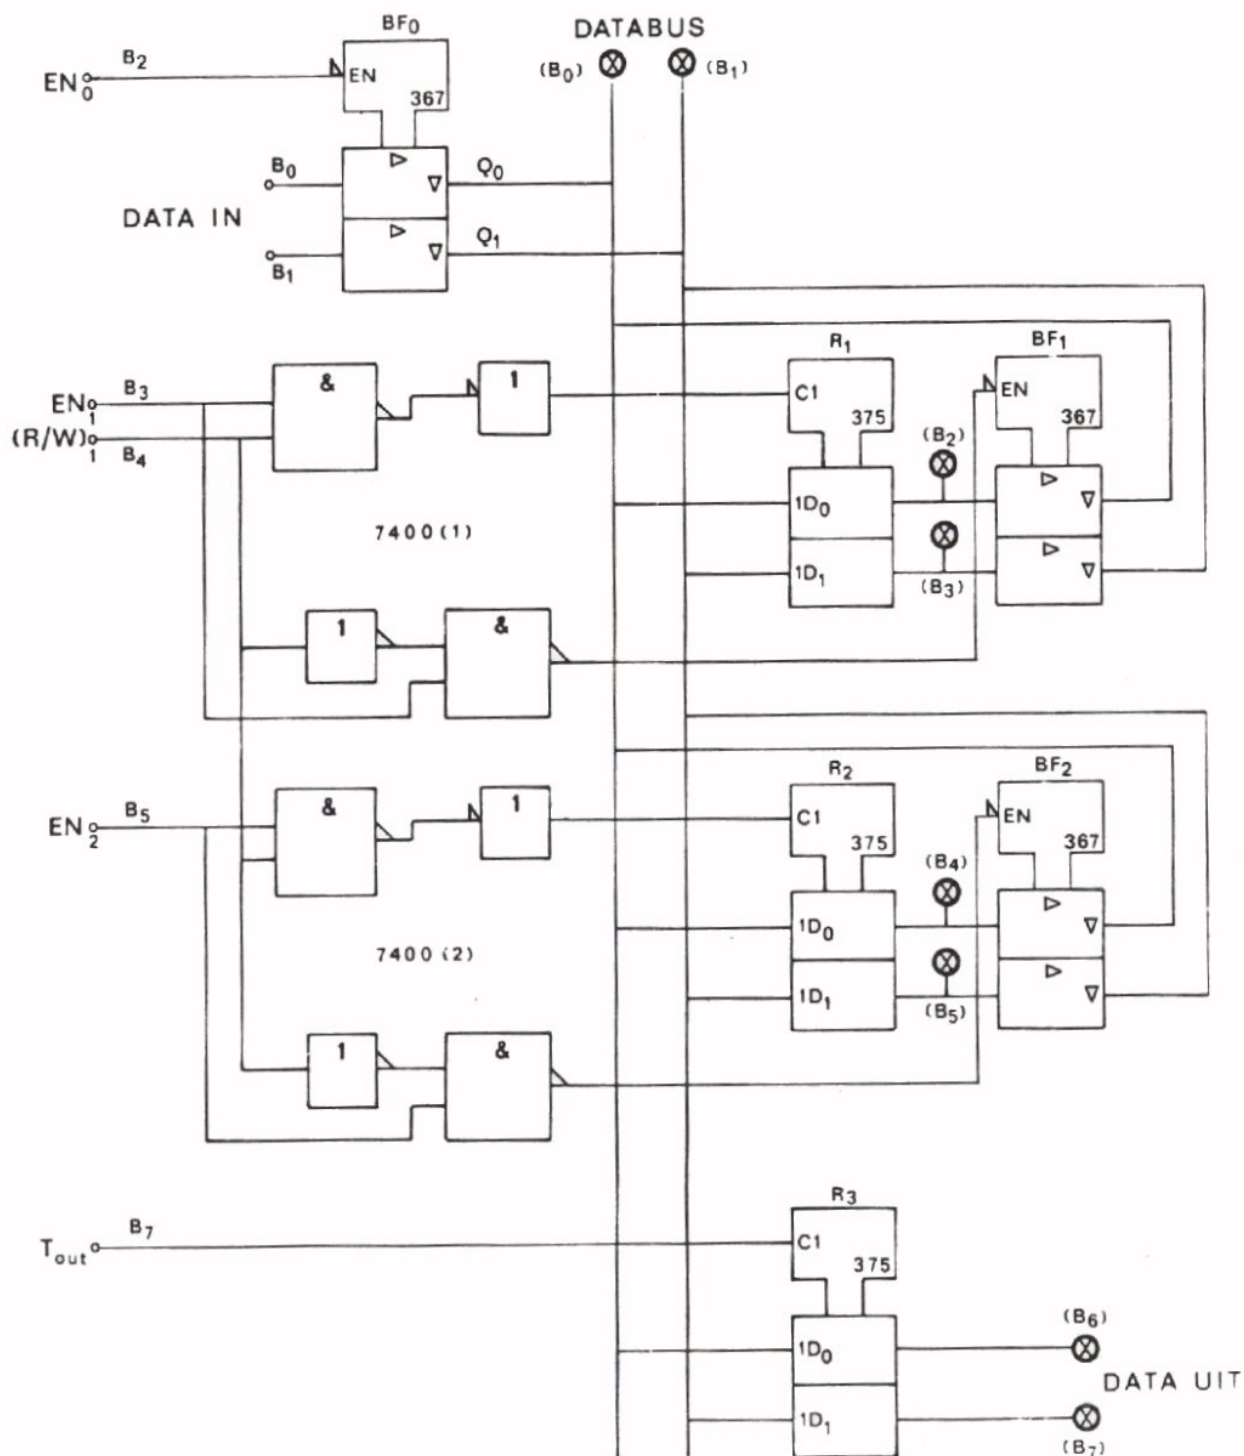 BF0
DATABUS
B2
(B0)
(B1)
EN0
EN
367
B0
Q0
DATA IN
Q1
B1
R1
BF1
B3
&
1
C1
EN
EN1
375
367
(R/W)1
B4
(B2)
1D0
7400(1)
1D1
(B3)
1
&
R2
BF2
B5
&
1
C1
EN
EN2
375
367
(B4)
1D0
7400(2)
1D1
(B5)
1
&
R3
B7
Tout
C1
375
(B6)
1D0
DATA UIT
1D1
(B7)